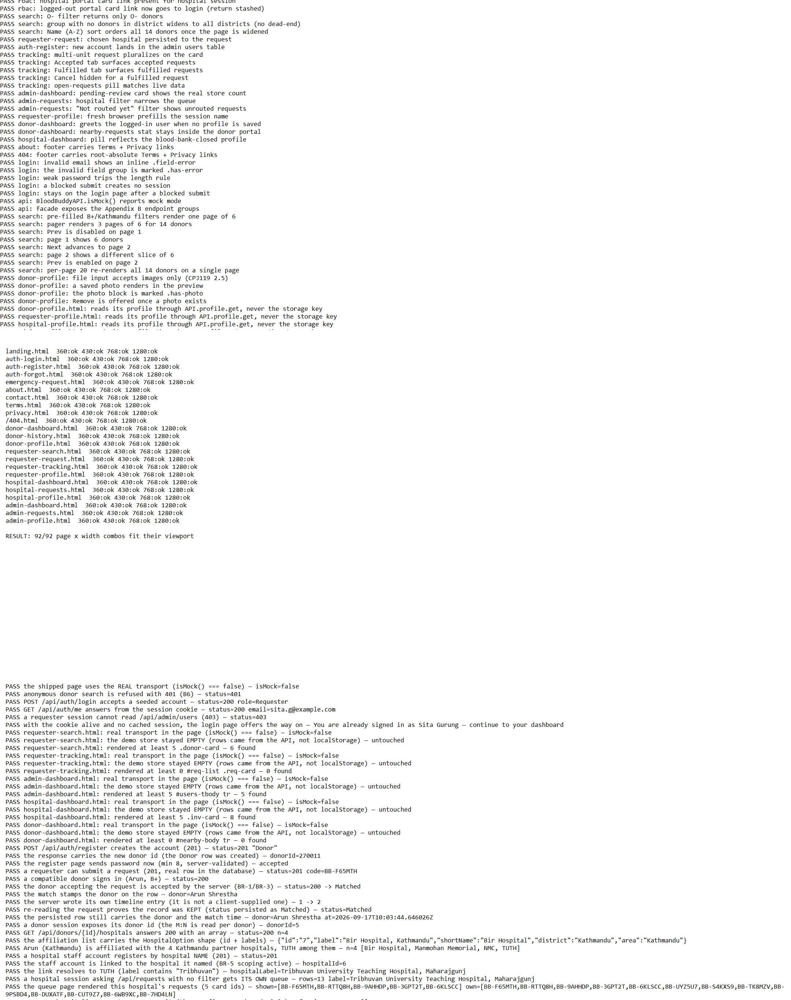 PASS rbac: hospital portal card link present for hospital session
PASS rbac: logged-out portal card link now goes to login (return stashed)
PASS search: O- filter returns only O- donors
PASS search: group with no donors in district widens to all districts (no dead-end)
PASS search: Name (A-Z) sort orders all 14 donors once the page is widened
PASS requester-request: chosen hospital persisted to the request
PASS auth-register: new account lands in the admin users table
PASS tracking: multi-unit request pluralizes on the card
PASS tracking: Accepted tab surfaces accepted requests
PASS tracking: Fulfilled tab surfaces fulfilled requests
PASS tracking: Cancel hidden for a fulfilled request
PASS tracking: open-requests pill matches live data
PASS admin-dashboard: pending-review card shows the real store count
PASS admin-requests: hospital filter narrows the queue
PASS admin-requests: "Not routed yet" filter shows unrouted requests
PASS requester-profile: fresh browser prefills the session name
PASS donor-dashboard: greets the logged-in user when no profile is saved
PASS donor-dashboard: nearby-requests stat stays inside the donor portal
PASS hospital-dashboard: pill reflects the blood-bank-closed profile
PASS about: footer carries Terms + Privacy links
PASS 404: footer carries root-absolute Terms + Privacy links
PASS login: invalid email shows an inline .field-error
PASS login: the invalid field group is marked .has-error
PASS login: weak password trips the length rule
PASS login: a blocked submit creates no session
PASS login: stays on the login page after a blocked submit
PASS api: BloodBuddyAPI.isMock() reports mock mode
PASS api: facade exposes the Appendix B endpoint groups
PASS search: pre-filled B+/Kathmandu filters render one page of 6
PASS search: pager renders 3 pages of 6 for 14 donors
PASS search: Prev is disabled on page 1
PASS search: page 1 shows 6 donors
PASS search: Next advances to page 2
PASS search: page 2 shows a different slice of 6
PASS search: Prev is enabled on page 2
PASS search: per-page 20 re-renders all 14 donors on a single page
PASS donor-profile: file input accepts images only (CPJ119 2.5)
PASS donor-profile: a saved photo renders in the preview
PASS donor-profile: the photo block is marked .has-photo
PASS donor-profile: Remove is offered once a photo exists
PASS donor-profile.html: reads its profile through API.profile.get, never the storage key
PASS requester-profile.html: reads its profile through API.profile.get, never the storage key
PASS hospital-profile.html: reads its profile through API.profile.get, never the storage key
landing.html  360:ok 430:ok 768:ok 1280:ok
auth-login.html  360:ok 430:ok 768:ok 1280:ok
auth-register.html  360:ok 430:ok 768:ok 1280:ok
auth-forgot.html  360:ok 430:ok 768:ok 1280:ok
emergency-request.html  360:ok 430:ok 768:ok 1280:ok
about.html  360:ok 430:ok 768:ok 1280:ok
contact.html  360:ok 430:ok 768:ok 1280:ok
terms.html  360:ok 430:ok 768:ok 1280:ok
privacy.html  360:ok 430:ok 768:ok 1280:ok
/404.html  360:ok 430:ok 768:ok 1280:ok
donor-dashboard.html  360:ok 430:ok 768:ok 1280:ok
donor-history.html  360:ok 430:ok 768:ok 1280:ok
donor-profile.html  360:ok 430:ok 768:ok 1280:ok
requester-search.html  360:ok 430:ok 768:ok 1280:ok
requester-request.html  360:ok 430:ok 768:ok 1280:ok
requester-tracking.html  360:ok 430:ok 768:ok 1280:ok
requester-profile.html  360:ok 430:ok 768:ok 1280:ok
hospital-dashboard.html  360:ok 430:ok 768:ok 1280:ok
hospital-requests.html  360:ok 430:ok 768:ok 1280:ok
hospital-profile.html  360:ok 430:ok 768:ok 1280:ok
admin-dashboard.html  360:ok 430:ok 768:ok 1280:ok
admin-requests.html  360:ok 430:ok 768:ok 1280:ok
admin-profile.html  360:ok 430:ok 768:ok 1280:ok
RESULT: 92/92 page x width combos fit their viewport
PASS the shipped page uses the REAL transport (isMock() === false) — isMock=false
PASS anonymous donor search is refused with 401 (B6) — status=401
PASS POST /api/auth/login accepts a seeded account — status=200 role=Requester
PASS GET /api/auth/me answers from the session cookie — status=200 email=sita.g@example.com
PASS a requester session cannot read /api/admin/users (403) — status=403
PASS with the cookie alive and no cached session, the login page offers the way on — You are already signed in as Sita Gurung — continue to your dashboard
PASS requester-search.html: real transport in the page (isMock() === false) — isMock=false
PASS requester-search.html: the demo store stayed EMPTY (rows came from the API, not localStorage) — untouched
PASS requester-search.html: rendered at least 5 .donor-card — 6 found
PASS requester-tracking.html: real transport in the page (isMock() === false) — isMock=false
PASS requester-tracking.html: the demo store stayed EMPTY (rows came from the API, not localStorage) — untouched
PASS requester-tracking.html: rendered at least 0 #req-list .req-card — 0 found
PASS admin-dashboard.html: real transport in the page (isMock() === false) — isMock=false
PASS admin-dashboard.html: the demo store stayed EMPTY (rows came from the API, not localStorage) — untouched
PASS admin-dashboard.html: rendered at least 5 #users-tbody tr — 5 found
PASS hospital-dashboard.html: real transport in the page (isMock() === false) — isMock=false
PASS hospital-dashboard.html: the demo store stayed EMPTY (rows came from the API, not localStorage) — untouched
PASS hospital-dashboard.html: rendered at least 5 .inv-card — 8 found
PASS donor-dashboard.html: real transport in the page (isMock() === false) — isMock=false
PASS donor-dashboard.html: the demo store stayed EMPTY (rows came from the API, not localStorage) — untouched
PASS donor-dashboard.html: rendered at least 0 #nearby-body tr — 0 found
PASS POST /api/auth/register creates the account (201) — status=201 "Donor"
PASS the response carries the new donor id (the Donor row was created) — donorId=270011
PASS the register page sends password now (min 8, server-validated) — accepted
PASS a requester can submit a request (201, real row in the database) — status=201 code=BB-F65MTH
PASS a compatible donor signs in (Arun, B+) — status=200
PASS the donor accepting the request is accepted by the server (BR-1/BR-3) — status=200 -> Matched
PASS the match stamps the donor on the row — donor=Arun Shrestha
PASS the server wrote its own timeline entry (it is not a client-supplied one) — 1 -> 2
PASS re-reading the request proves the record was KEPT (status persisted as Matched) — status=Matched
PASS the persisted row still carries the donor and the match time — donor=Arun Shrestha at=2026-09-17T10:03:44.646026Z
PASS a donor session exposes its donor id (the M:N is read per donor) — donorId=5
PASS GET /api/donors/{id}/hospitals answers 200 with an array — status=200 n=4
PASS the affiliation list carries the HospitalOption shape (id + labels) — {"id":"7","label":"Bir Hospital, Kathmandu","shortName":"Bir Hospital","district":"Kathmandu","area":"Kathmandu"}
PASS Arun (Kathmandu) is affiliated with the 4 Kathmandu partner hospitals, TUTH among them — n=4 [Bir Hospital, Manmohan Memorial, NMC, TUTH]
PASS a hospital staff account registers by hospital NAME (201) — status=201
PASS the staff account is linked to the hospital it named (BR-5 scoping active) — hospitalId=6
PASS the link resolves to TUTH (label contains "Tribhuvan") — hospitalLabel=Tribhuvan University Teaching Hospital, Maharajgunj
PASS a hospital session asking /api/requests with no filter gets ITS OWN queue — rows=13 label=Tribhuvan University Teaching Hospital, Maharajgunj
PASS the queue page rendered this hospital's requests (5 card ids) — shown=[BB-F65MTH,BB-RTTQ8H,BB-9AHHDP,BB-3GPT2T,BB-6KLSCC] own=[BB-F65MTH,BB-RTTQ8H,BB-9AHHDP,BB-3GPT2T,BB-6KLSCC,BB-UYZ5U7,BB-S4KXS9,BB-TK8MZV,BB-
9PSBD4,BB-DUXATF,BB-CUT9Z7,BB-6WB9XC,BB-7HD4LN]